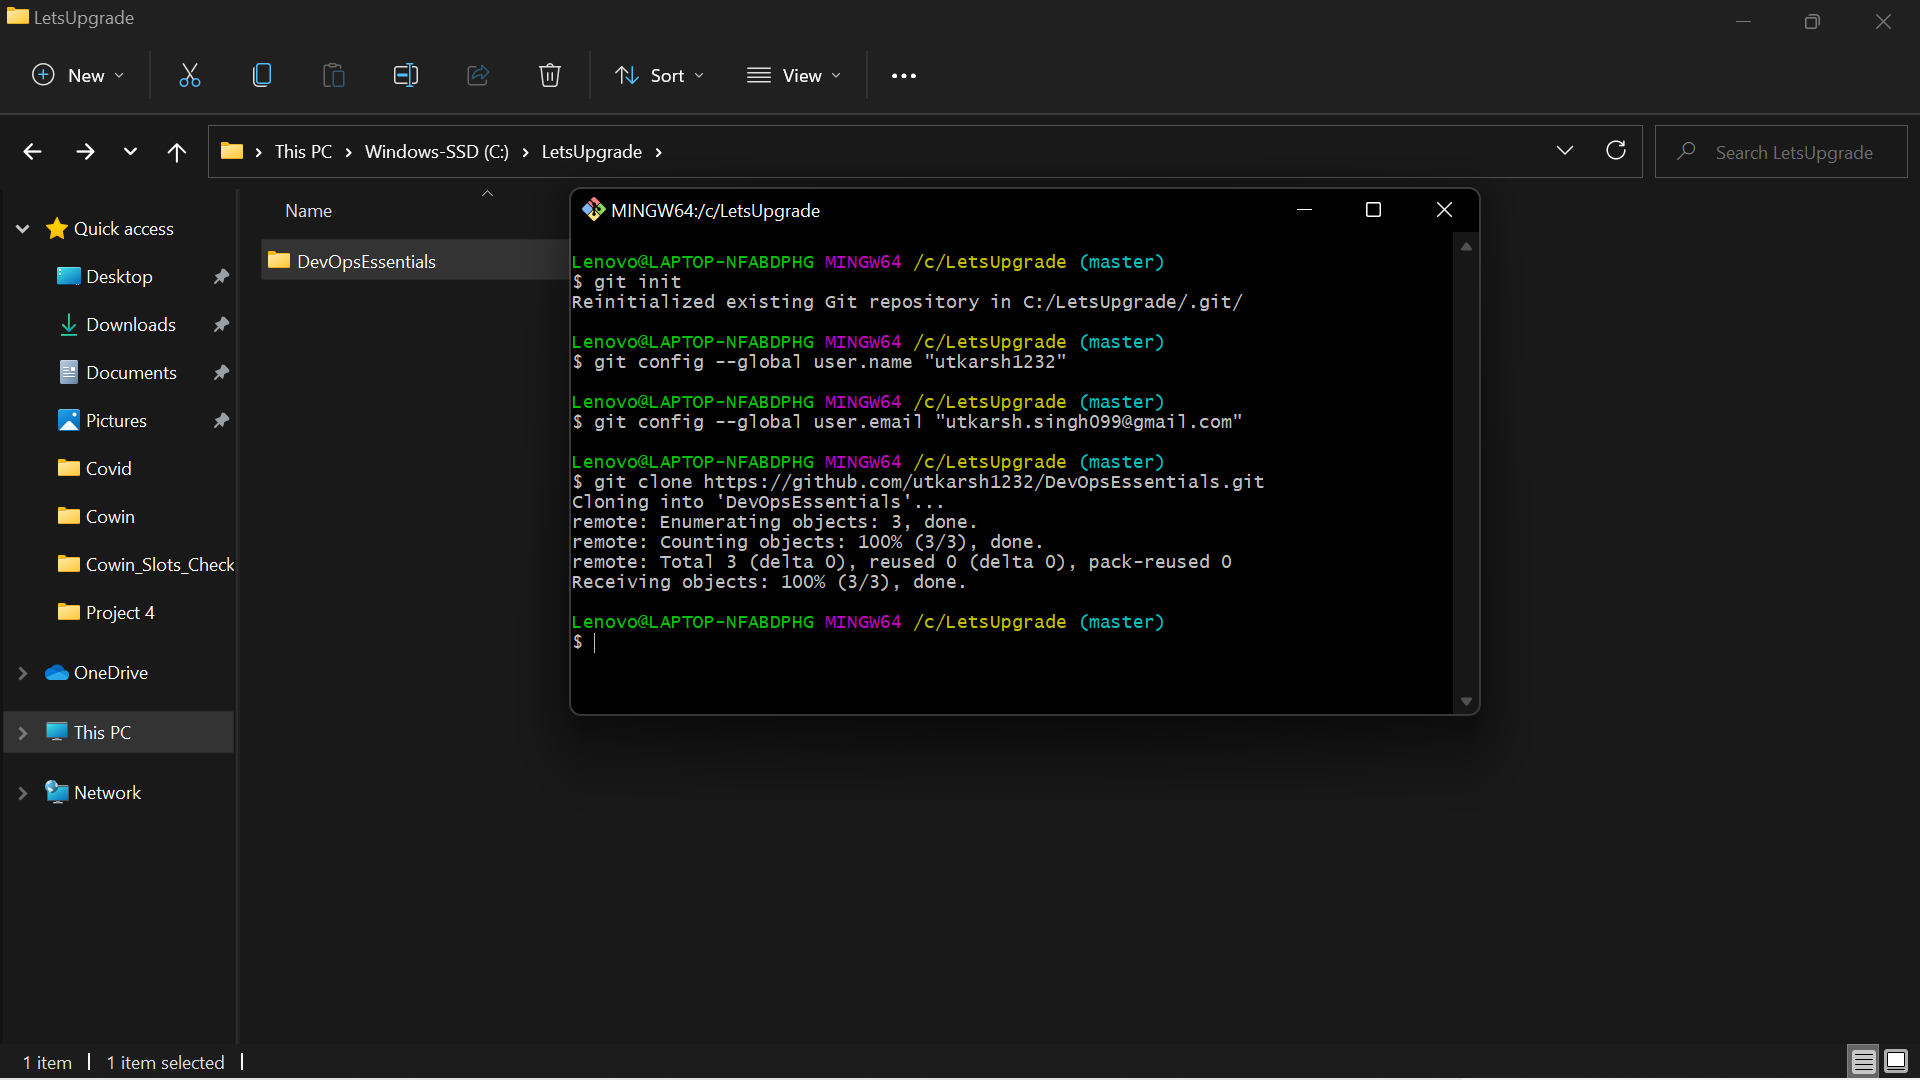 LetsUpgrade
New
Sort
View
This PC
Windows-SSD (C:)
LetsUpgrade
Search LetsUpgrade
Quick access
Desktop
Downloads
Documents
Pictures
Covid
Cowin
Cowin_Slots_Check
Project 4
OneDrive
This PC
Network
Name
DevOpsEssentials
MINGW64:/c/LetsUpgrade
Lenovo@LAPTOP-NFABDPHG MINGW64 /c/LetsUpgrade (master)
$ git init
Reinitialized existing Git repository in C:/LetsUpgrade/.git/
Lenovo@LAPTOP-NFABDPHG MINGW64 /c/LetsUpgrade (master)
$ git config --global user.name "utkarsh1232"
Lenovo@LAPTOP-NFABDPHG MINGW64 /c/LetsUpgrade (master)
$ git config --global user.email "utkarsh.singh099@gmail.com"
Lenovo@LAPTOP-NFABDPHG MINGW64 /c/LetsUpgrade (master)
$ git clone https://github.com/utkarsh1232/DevOpsEssentials.git
Cloning into 'DevOpsEssentials'...
remote: Enumerating objects: 3, done.
remote: Counting objects: 100% (3/3), done.
remote: Total 3 (delta 0), reused 0 (delta 0), pack-reused 0
Receiving objects: 100% (3/3), done.
Lenovo@LAPTOP-NFABDPHG MINGW64 /c/LetsUpgrade (master)
$
1 item
1 item selected